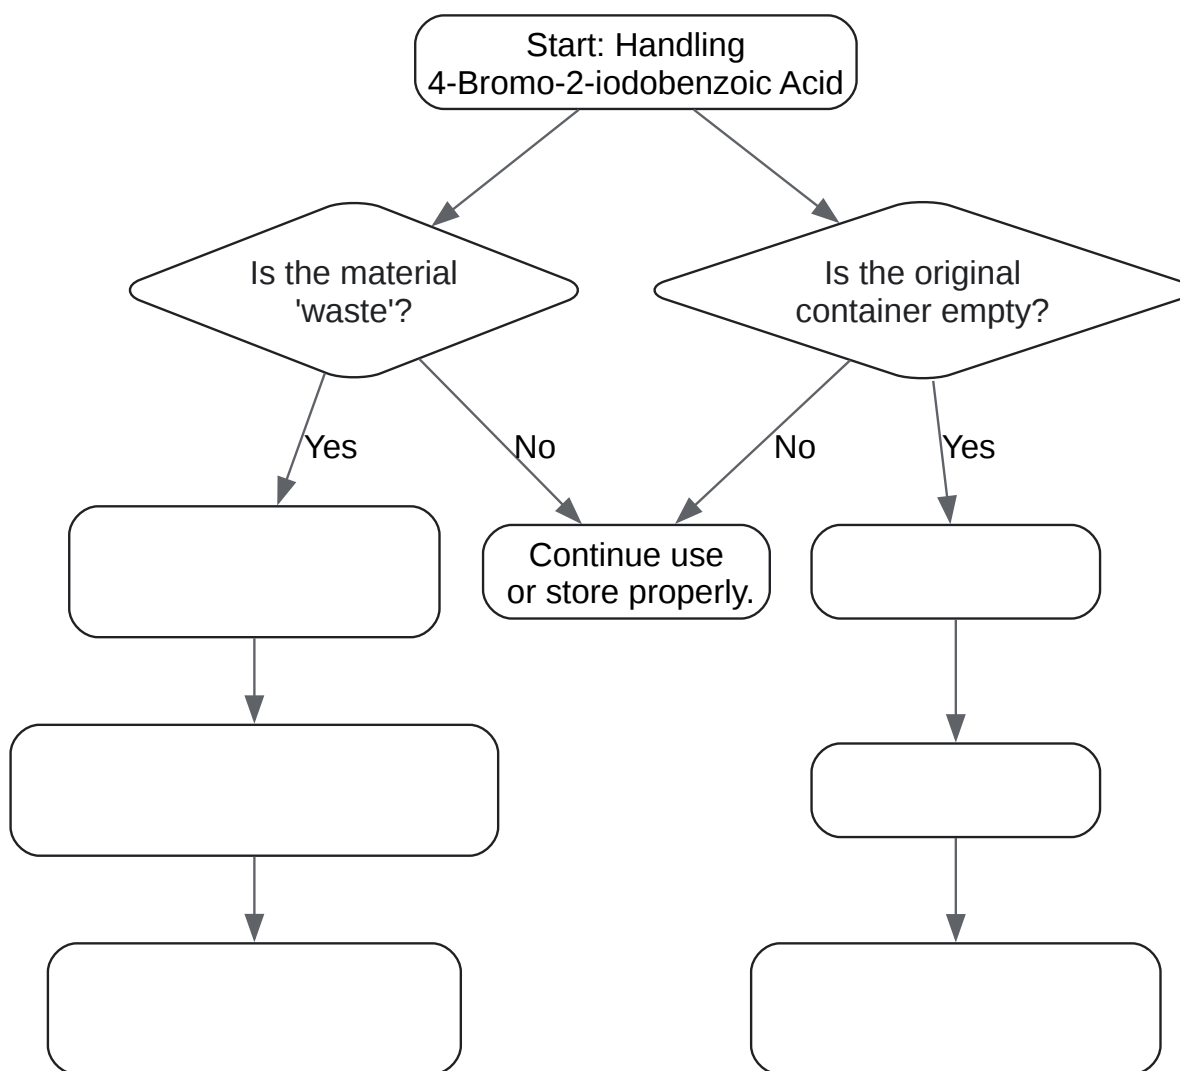 Start: Handling
4-Bromo-2-iodobenzoic Acid
Is the material
'waste'?
Is the original
container empty?
Yes
No
No
Yes
Continue use
or store properly.